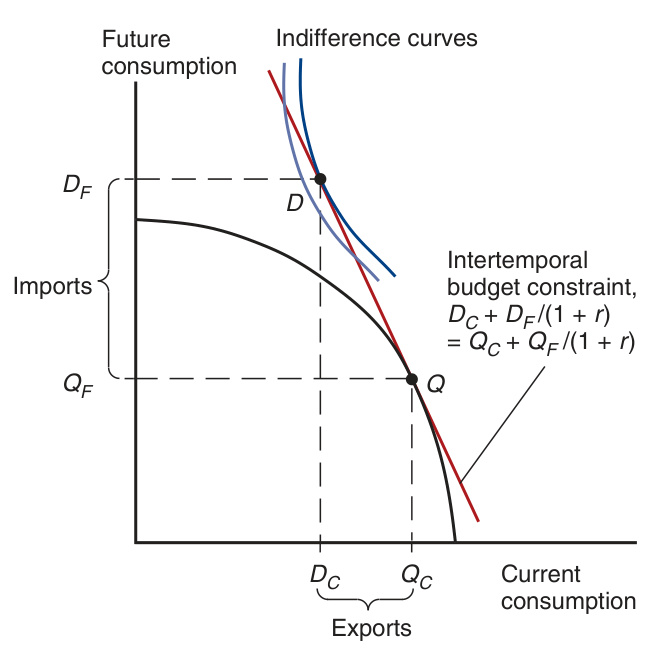 Future
consumption
Indifference curves
D_F
D
Imports
Intertemporal
budget constraint,
D_C + D_F/(1 + r)
= Q_C + Q_F/(1 + r)
Q_F
Q
D_C
Q_C
Current
consumption
Exports